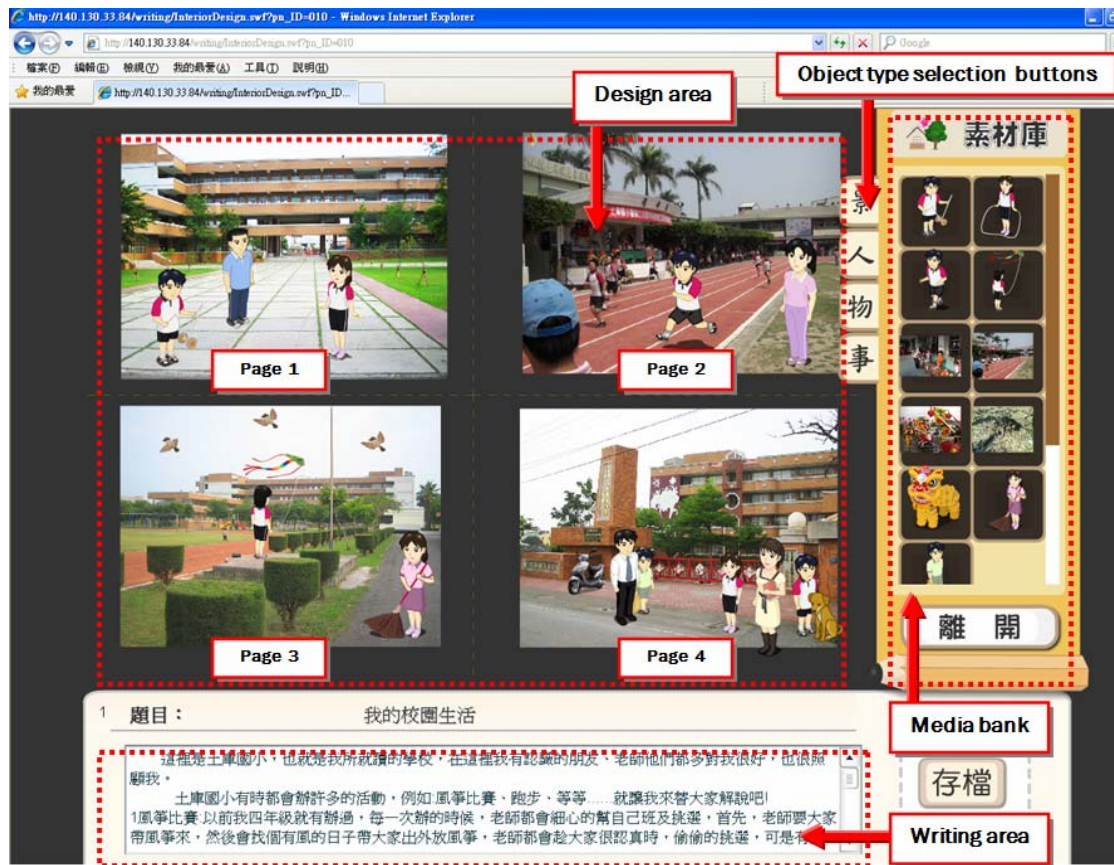 http://140.130.33.84/writing/InteriorDesign.swf?pn_ID=010 - Windows Internet Explorer
http://140.130.33.84/writing/InteriorDesign.swf?pn_ID=010
Google
檔案(F) 編輯(E) 檢視(V) 我的最愛(A) 工具(T) 說明(H)
我的最愛
http://140.130.33.84/writing/InteriorDesign.swf?pn_ID...
Object type selection buttons
Design area
素材庫
景
人
物
事
Page 1
Page 2
Page 3
Page 4
離 開
Media bank
1 題目: 我的校園生活
這裡是土庫國小,也就是我所就讀的學校,在這裡我有認識的朋友、老師他們都多對我很好,也很照
顧我。
土庫國小有時都會辦許多的活動,例如:風箏比賽、跑步、等等……就讓我來替大家解說吧!
1風箏比賽:以前我四年級就有辦過,每一次辦的時候,老師都會細心的幫自己班及挑選,首先,老師要大家
帶風箏來,然後會找個有風的日子帶大家出外放風箏,老師都會趁大家很認真時,偷偷的挑選,可是有
存檔
Writing area